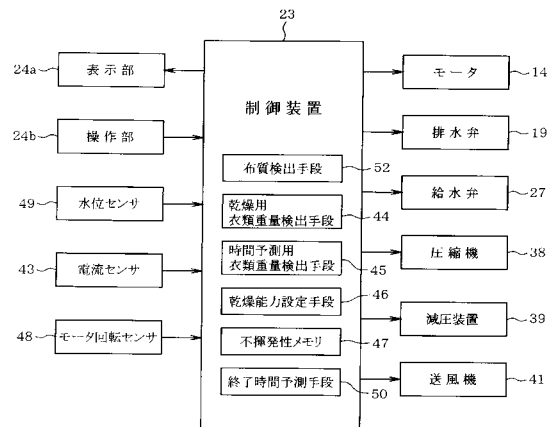 23
制御装置
24a
表示部
24b
操作部
49
水位センサ
43
電流センサ
48
モータ回転センサ
布質検出手段
52
乾燥用
衣類重量検出手段
44
時間予測用
衣類重量検出手段
45
乾燥能力設定手段
46
不揮発性メモリ
47
終了時間予測手段
50
モータ
14
排水弁
19
給水弁
27
圧縮機
38
減圧装置
39
送風機
41